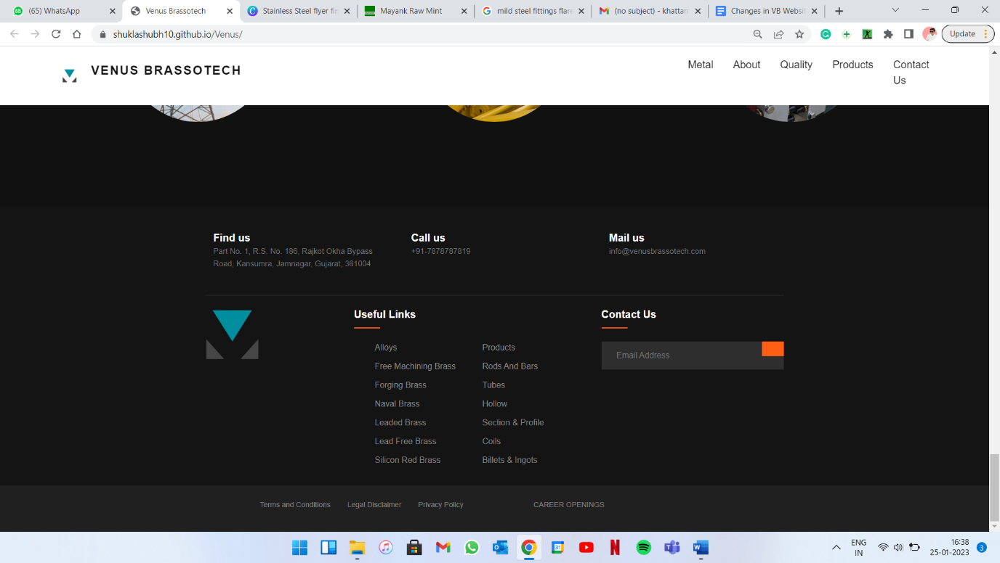 (65) WhatsApp
Venus Brassotech
Stainless Steel flyer fin
Mayank Raw Mint
mild steel fittings flare
(no subject) - khattar
Changes in VB Websit
shuklashubh10.github.io/Venus/
Update
VENUS BRASSOTECH
Metal About Quality Products Contact
Us
Find us
Part No. 1, R.S. No. 186, Rajkot Okha Bypass
Road, Kansumra, Jamnagar, Gujarat, 361004
Call us
+91-7878787819
Mail us
info@venusbrassotech.com
Useful Links
Alloys
Free Machining Brass
Forging Brass
Naval Brass
Leaded Brass
Lead Free Brass
Silicon Red Brass
Products
Rods And Bars
Tubes
Hollow
Section & Profile
Coils
Billets & Ingots
Contact Us
Email Address
Terms and Conditions Legal Disclaimer Privacy Policy CAREER OPENINGS
ENG
IN
16:38
25-01-2023
3